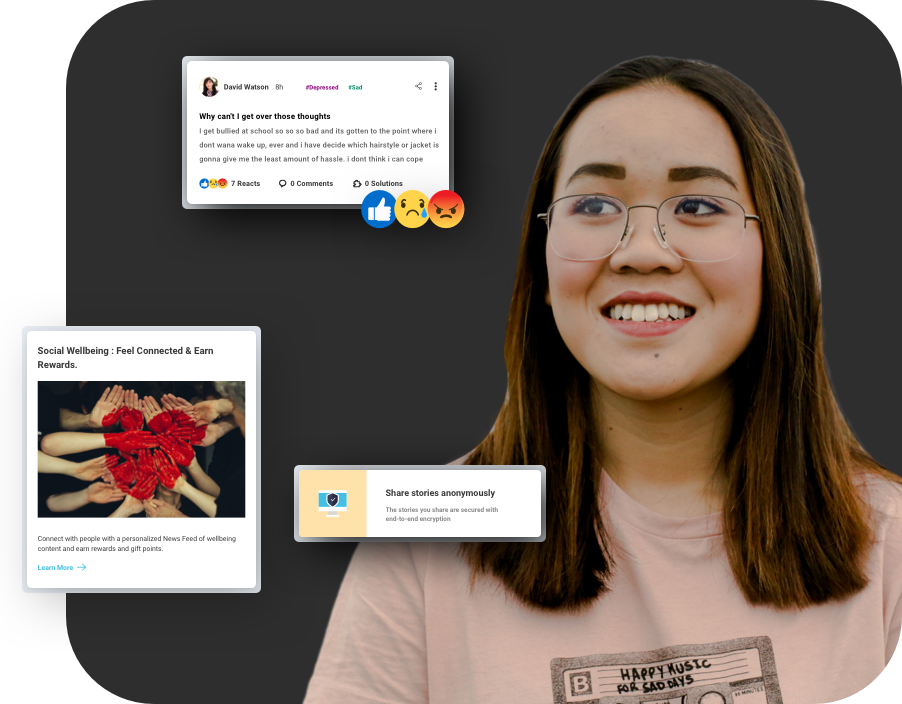 David Watson 8h #Depressed #Sad
Why can't I get over those thoughts
I get bullied at school so so so bad and its gotten to the point where i
dont wana wake up, ever and i have decide which hairstyle or jacket is
gonna give me the least amount of hassle. i dont think i can cope
7 Reacts 0 Comments 0 Solutions
Social Wellbeing : Feel Connected & Earn
Rewards.
Connect with people with a personalized News Feed of wellbeing
content and earn rewards and gift points.
Learn More
Share stories anonymously
The stories you share are secured with
end-to-end encryption
HAPPY MUSIC
B FOR SAD DAYS
90 MINUTES